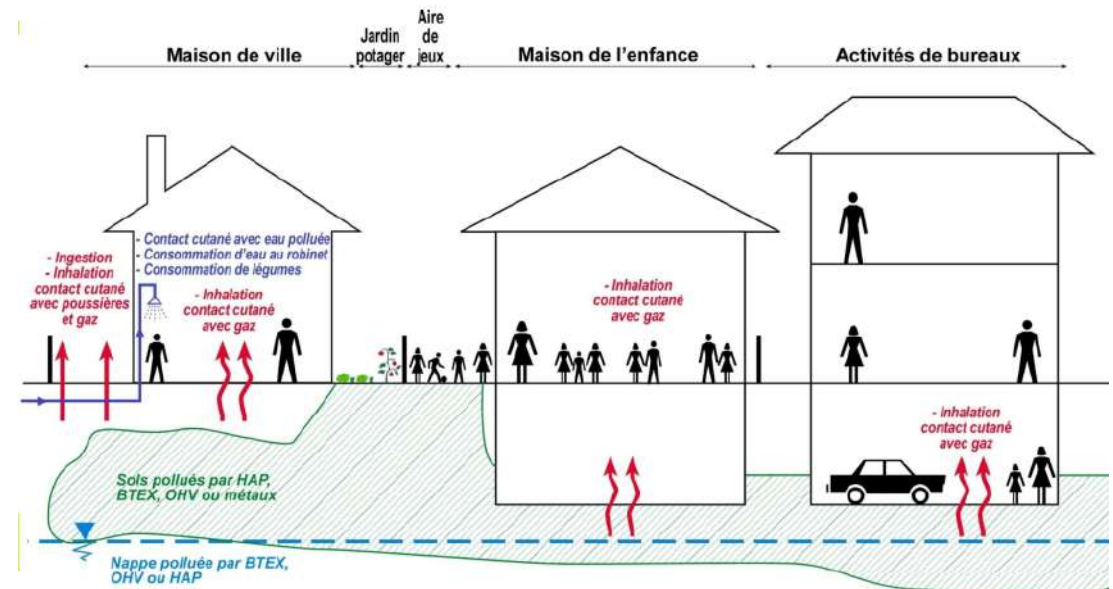 Maison de ville
Jardin
potager
Aire
de
jeux
Maison de l'enfance
Activités de bureaux
- Ingestion
- Inhalation
contact cutané
avec poussières
et gaz
- Contact cutané avec eau polluée
- Consommation d'eau au robinet
- Consommation de légumes
- Inhalation
contact cutané
avec gaz
- Inhalation
contact cutané
avec gaz
- Inhalation
contact cutané
avec gaz
Sols pollués par HAP,
BTEX, OHV ou métaux
Nappe polluée par BTEX,
OHV ou HAP